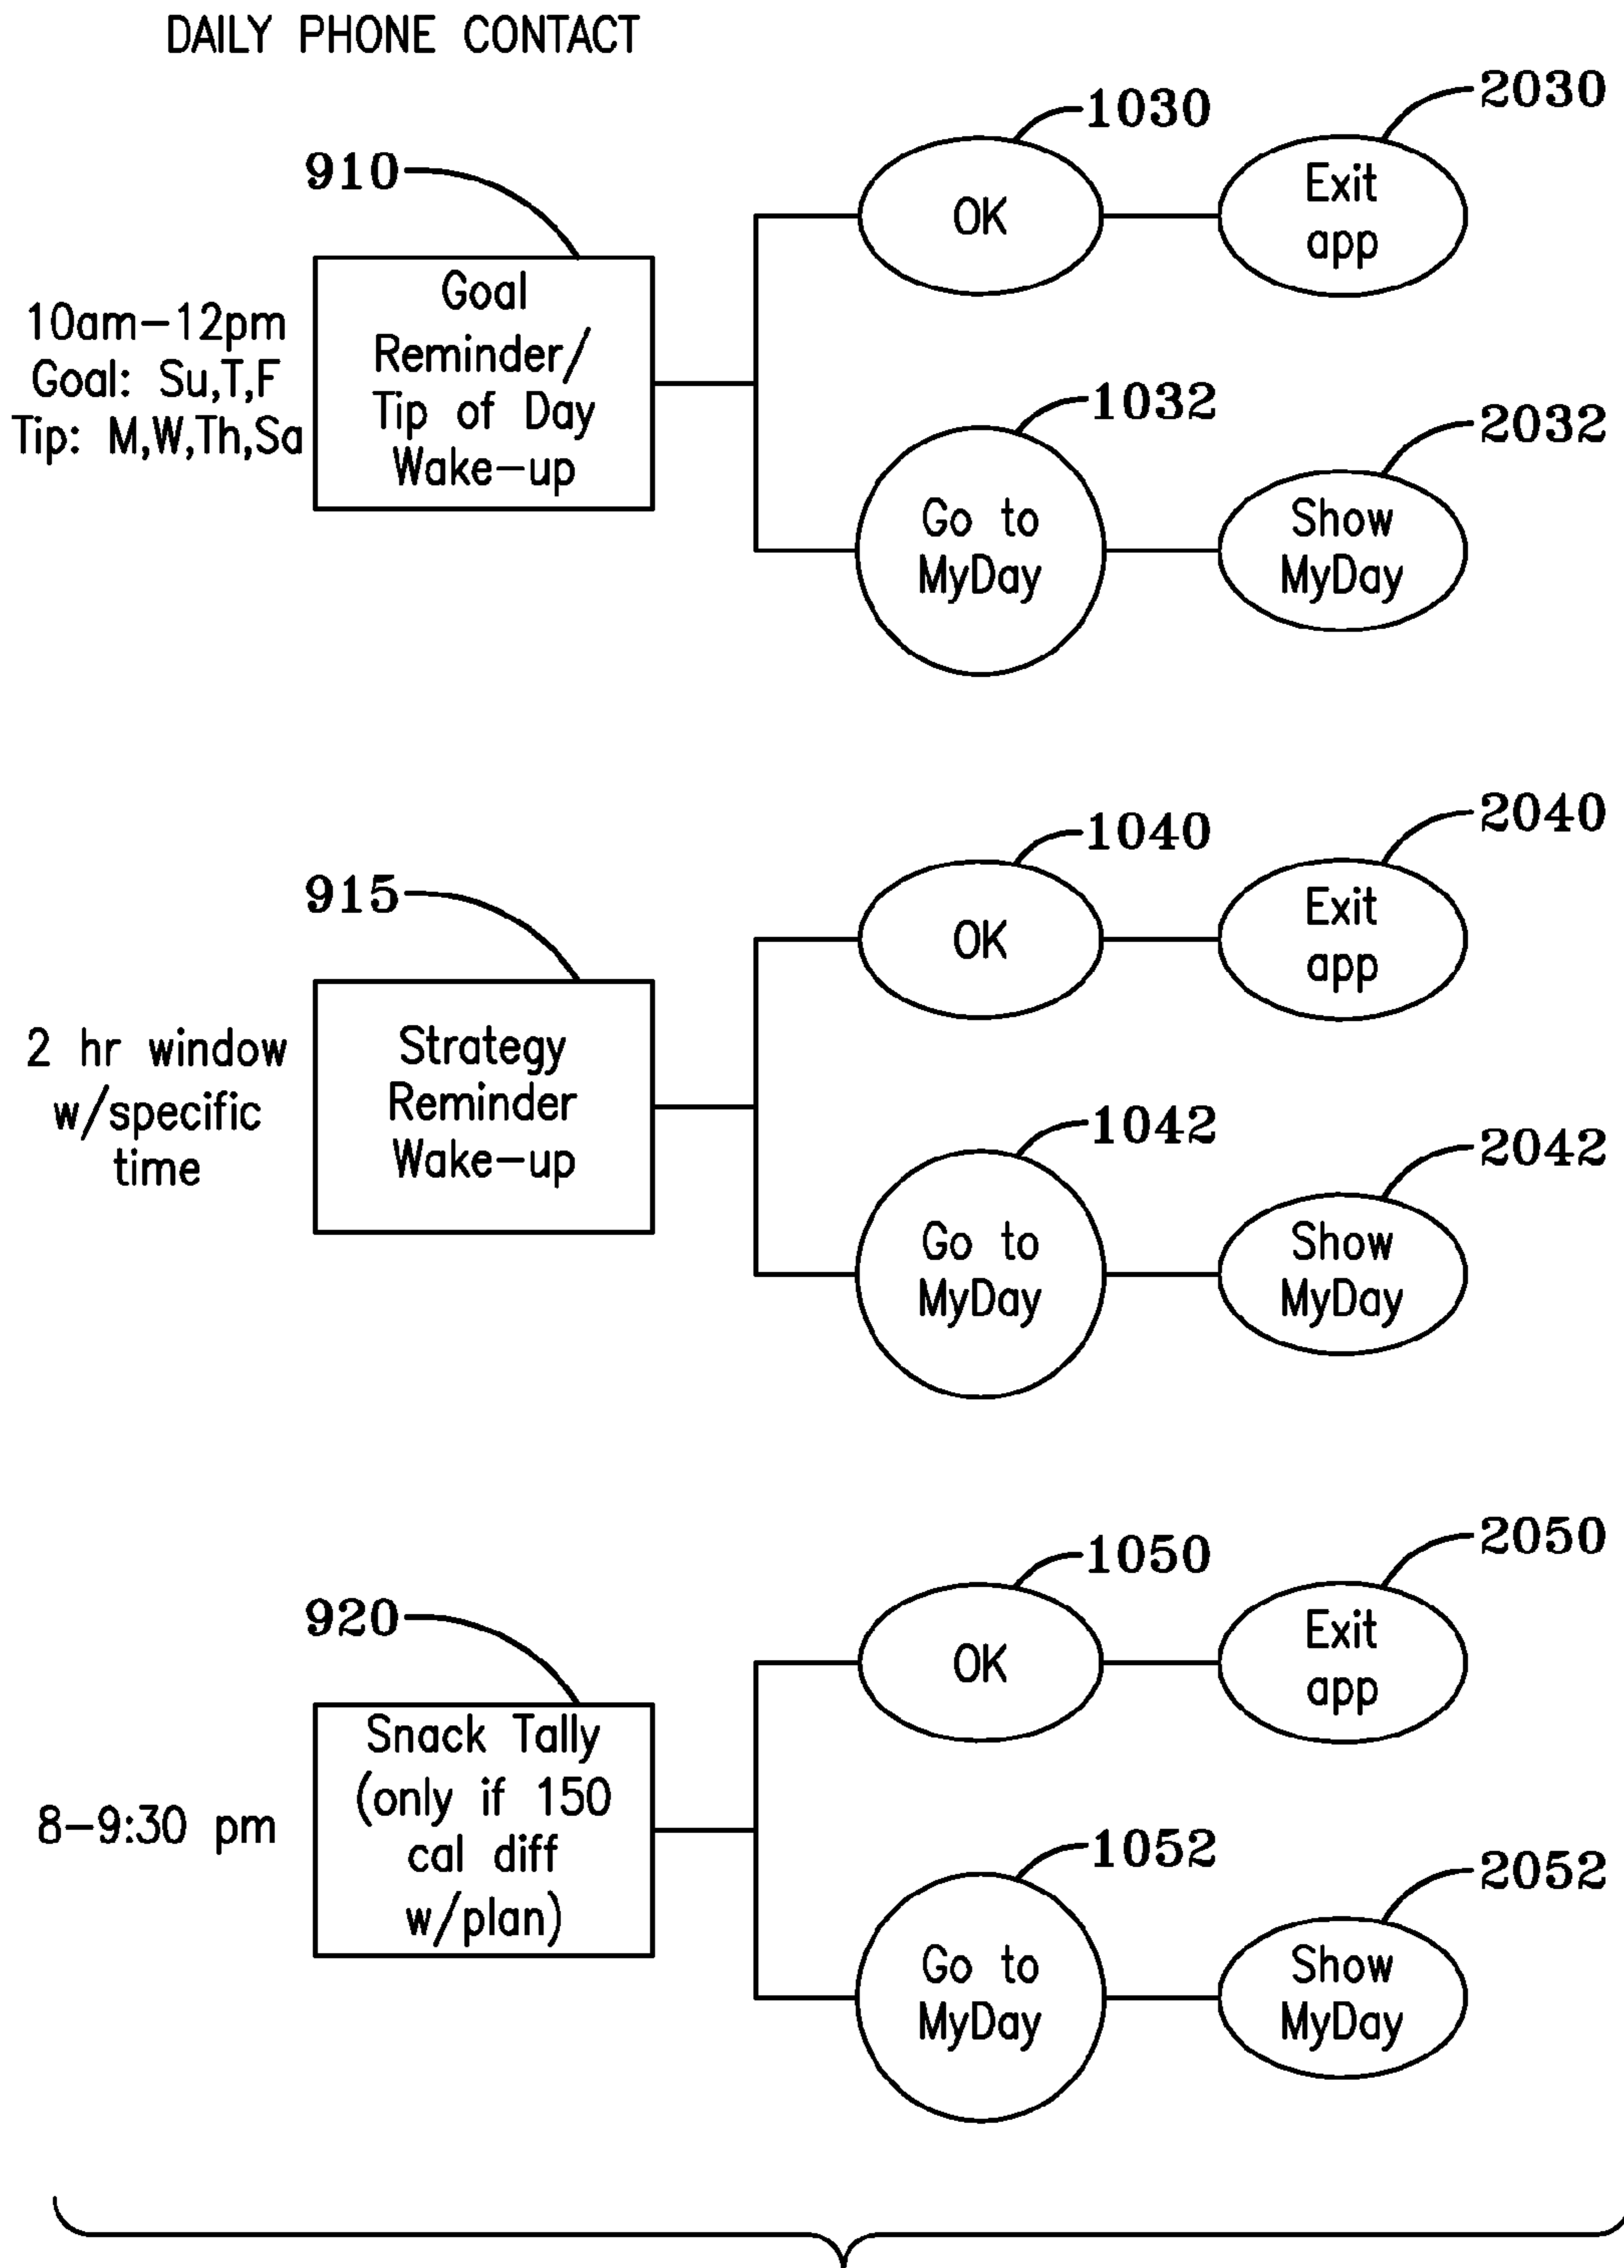 DAILY PHONE CONTACT
1030
2030
910
OK
Exit
app
10am-12pm
Goal: Su,T,F
Tip: M,W,Th,Sa
Goal
Reminder/
Tip of Day
Wake-up
1032
2032
Go to
MyDay
Show
MyDay
1040
2040
915
OK
Exit
app
2 hr window
w/specific
time
Strategy
Reminder
Wake-up
1042
2042
Go to
MyDay
Show
MyDay
1050
2050
920
OK
Exit
app
8-9:30 pm
Snack Tally
(only if 150
cal diff
w/plan)
1052
2052
Go to
MyDay
Show
MyDay